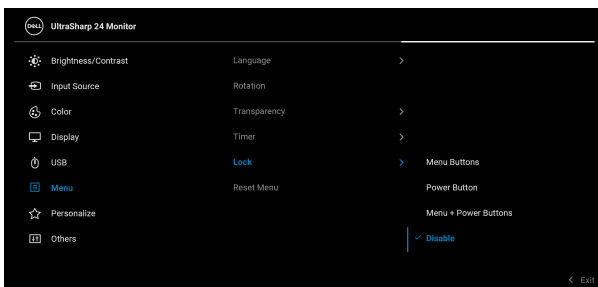 DELL UltraSharp 24 Monitor
Brightness/Contrast Language
Input Source Rotation
Color Transparency
Display Timer
USB Lock Menu Buttons
Menu Reset Menu Power Button
Personalize Menu + Power Buttons
Others Disable
Exit